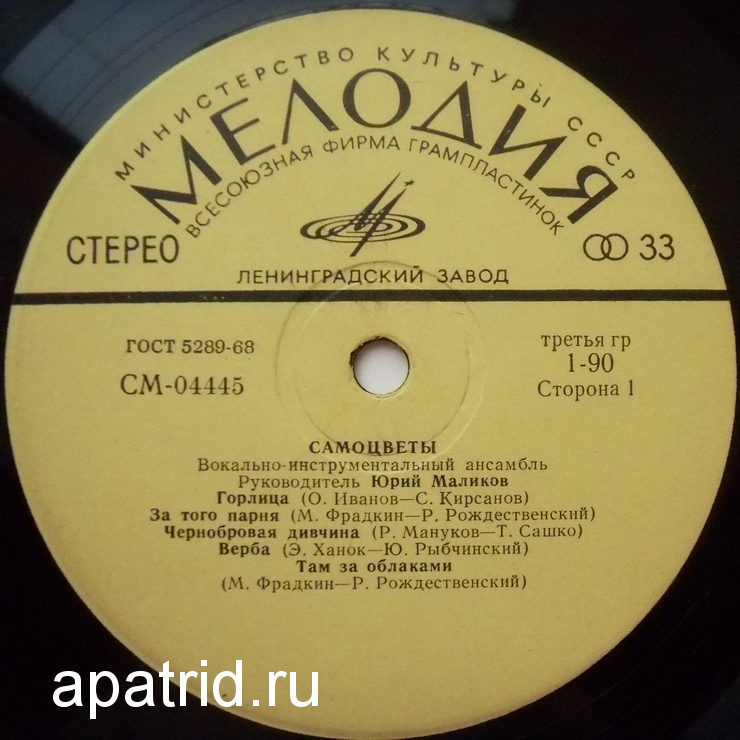 МИНИСТЕРСТВО КУЛЬТУРЫ СССР
МЕЛОДИЯ
ВСЕСОЮЗНАЯ ФИРМА ГРАМПЛАСТИНОК
СТЕРЕО
33
ЛЕНИНГРАДСКИЙ ЗАВОД
ГОСТ 5289-68
СМ-04445
третья гр
1-90
Сторона 1
САМОЦВЕТЫ
Вокально-инструментальный ансамбль
Руководитель Юрий Маликов
Горлица (О. Иванов—С. Кирсанов)
За того парня (М. Фрадкин—Р. Рождественский)
Чернобровая дивчина (Р. Мануков—Т. Сашко)
Верба (Э. Ханок—Ю. Рыбчинский)
Там за облаками
(М. Фрадкин—Р. Рождественский)
apatrid.ru